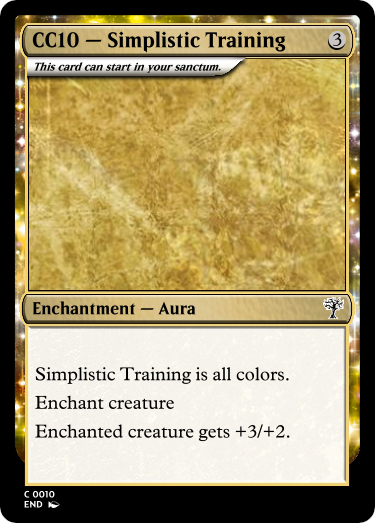 CC10 — Simplistic Training 3
This card can start in your sanctum.
Enchantment — Aura
Simplistic Training is all colors.
Enchant creature
Enchanted creature gets +3/+2.
C 0010
END